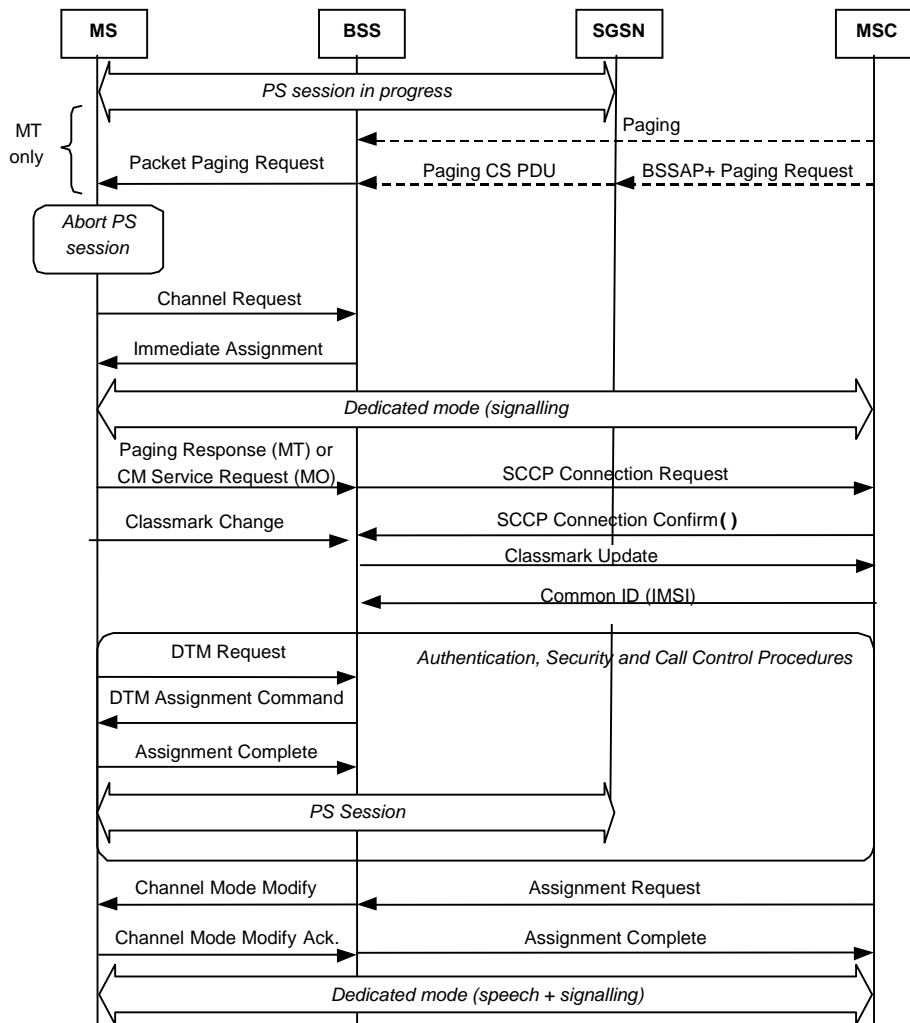 MS
BSS
SGSN
MSC
PS session in progress
MT
only
Paging
Packet Paging Request
Paging CS PDU
BSSAP+ Paging Request
Abort PS
session
Channel Request
Immediate Assignment
Dedicated mode (signalling
Paging Response (MT) or
CM Service Request (MO)
SCCP Connection Request
Classmark Change
SCCP Connection Confirm( )
Classmark Update
Common ID (IMSI)
DTM Request
Authentication, Security and Call Control Procedures
DTM Assignment Command
Assignment Complete
PS Session
Channel Mode Modify
Assignment Request
Channel Mode Modify Ack.
Assignment Complete
Dedicated mode (speech + signalling)